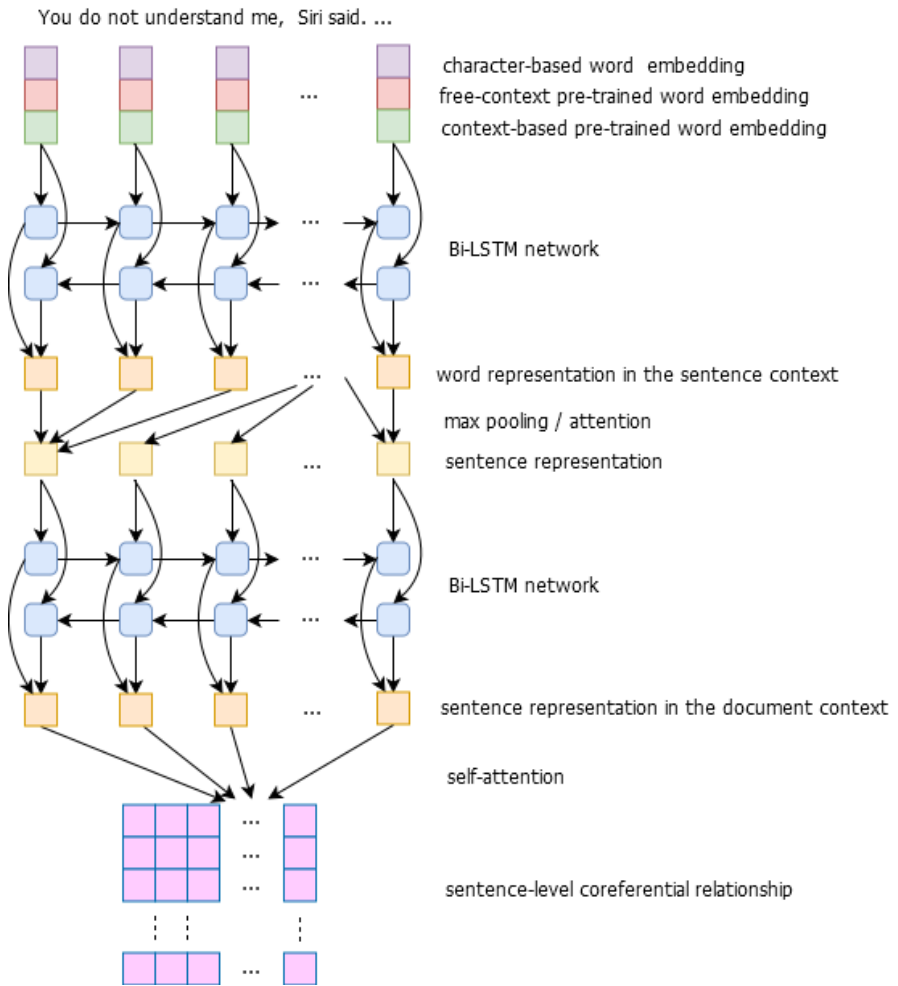 You do not understand me, Siri said. ...
character-based word embedding
free-context pre-trained word embedding
...
context-based pre-trained word embedding
...
Bi-LSTM network
...
...
word representation in the sentence context
max pooling / attention
...
sentence representation
...
Bi-LSTM network
...
...
sentence representation in the document context
self-attention
...
...
...
sentence-level coreferential relationship
...